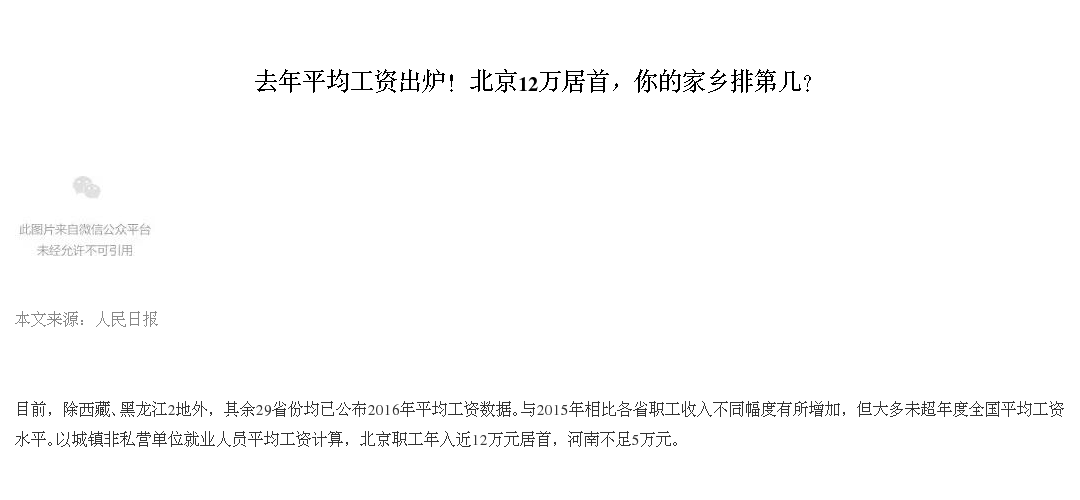 去年平均工资出炉！北京12万居首，你的家乡排第几？
此图片来自微信公众平台
未经允许不可引用
本文来源：人民日报
目前，除西藏、黑龙江2地外，其余29省份均已公布2016年平均工资数据。与2015年相比各省职工收入不同幅度有所增加，但大多未超年度全国平均工资
水平。以城镇非私营单位就业人员平均工资计算，北京职工年入近12万元居首，河南不足5万元。